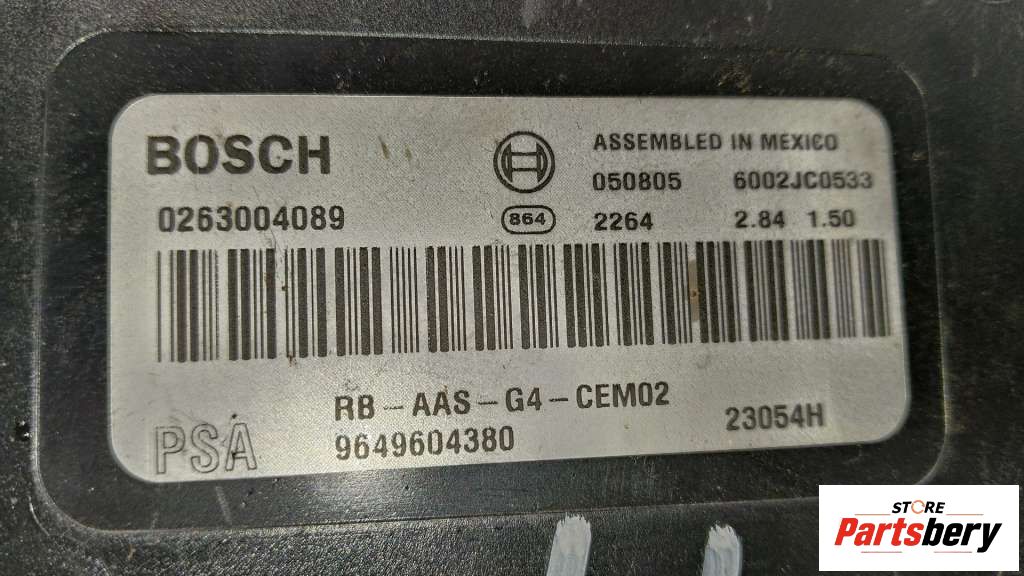 BOSCH
ASSEMBLED IN MEXICO
050805 6002JC0533
0263004089 864 2264 2.84 1.50
RB-AAS-G4-CEM02
PSA 9649604380 23054H
STORE
Partsbery